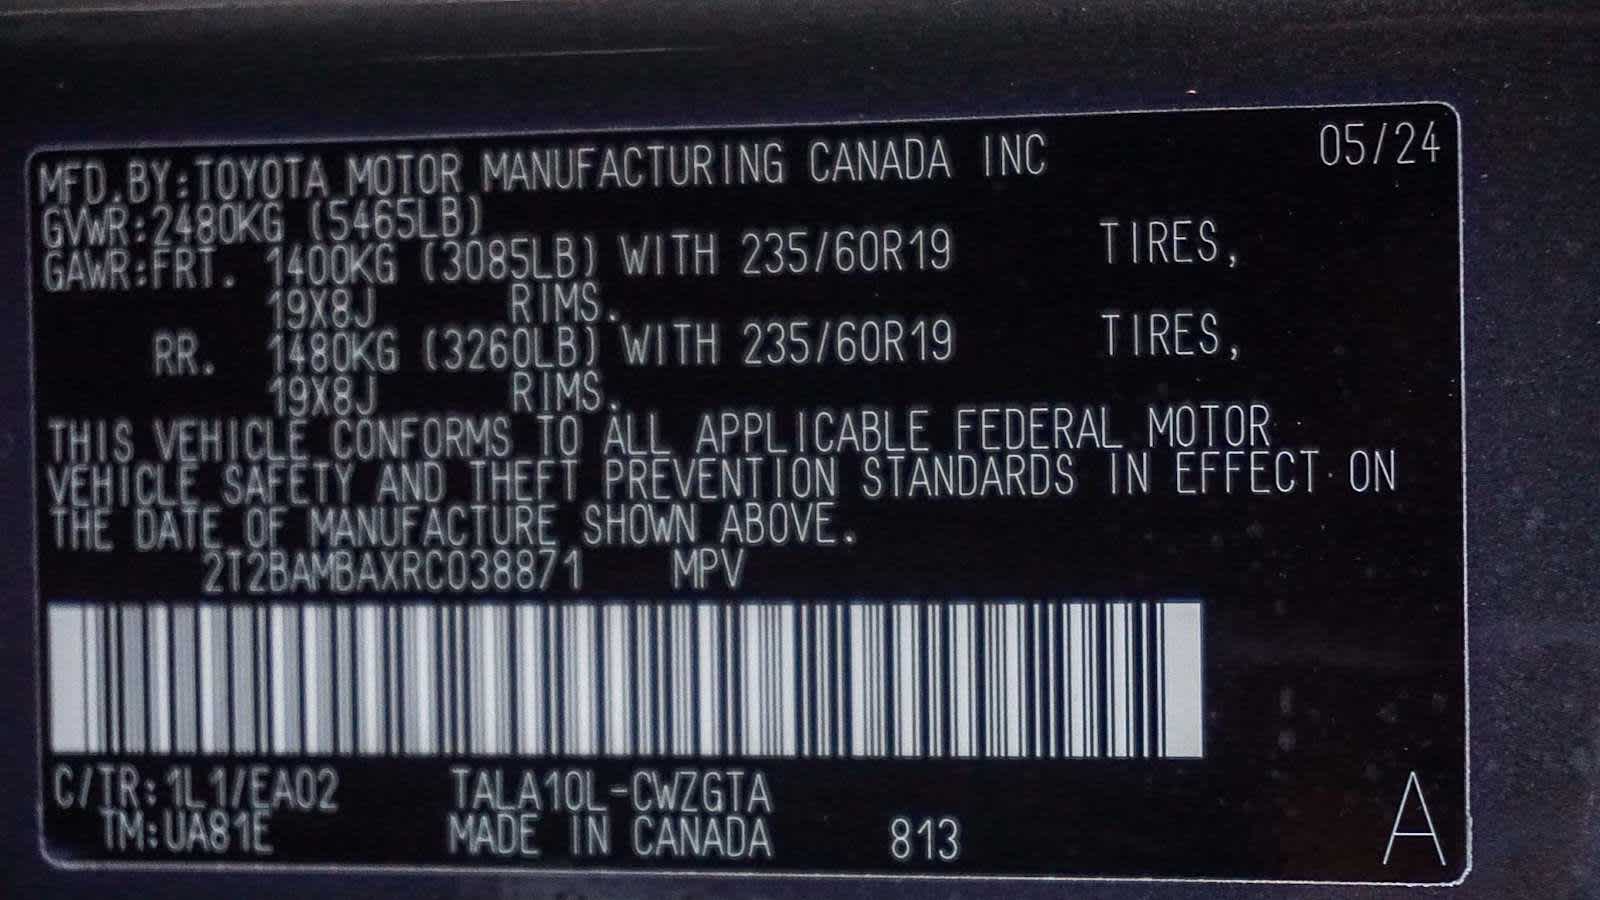 MFD.BY:TOYOTA MOTOR MANUFACTURING CANADA INC 05/24
GVWR:2480KG (5465LB)
GAWR:FRT. 1400KG (3085LB) WITH 235/60R19 TIRES,
19X8J RIMS.
RR. 1480KG (3260LB) WITH 235/60R19 TIRES,
19X8J RIMS.
THIS VEHICLE CONFORMS TO ALL APPLICABLE FEDERAL MOTOR
VEHICLE SAFETY AND THEFT PREVENTION STANDARDS IN EFFECT ON
THE DATE OF MANUFACTURE SHOWN ABOVE.
2T2BAMBAXRC038871 MPV
C/TR:1L1/EA02 TALA10L-CWZGTA
TM:UA81E MADE IN CANADA 813 A